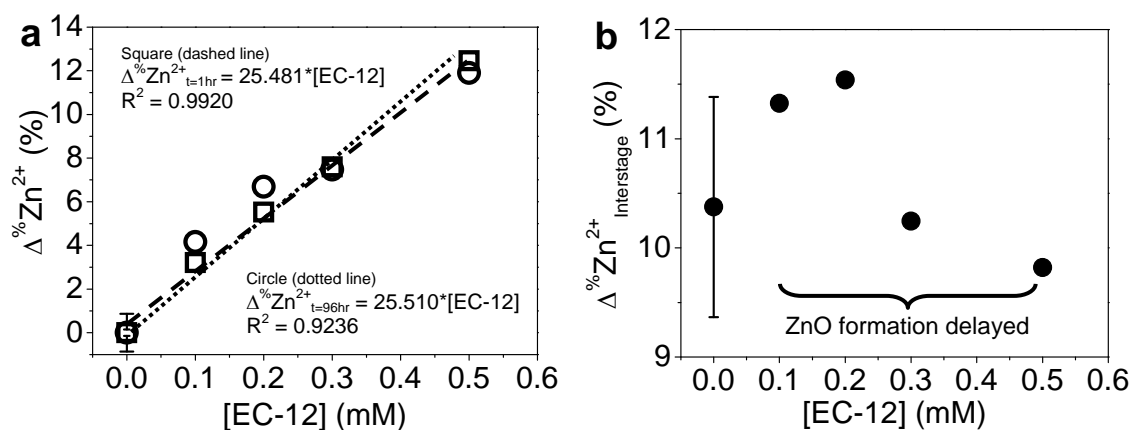 a
14
12
10
8
6
4
2
0
Δ%Zn2+ (%)
Square (dashed line)
Δ%Zn2+t=1hr = 25.481*[EC-12]
R2 = 0.9920
Circle (dotted line)
Δ%Zn2+t=96hr = 25.510*[EC-12]
R2 = 0.9236
0.0 0.1 0.2 0.3 0.4 0.5 0.6
[EC-12] (mM)
b
12
11
10
9
Δ%Zn2+Interstage (%)
ZnO formation delayed
0.0 0.1 0.2 0.3 0.4 0.5 0.6
[EC-12] (mM)